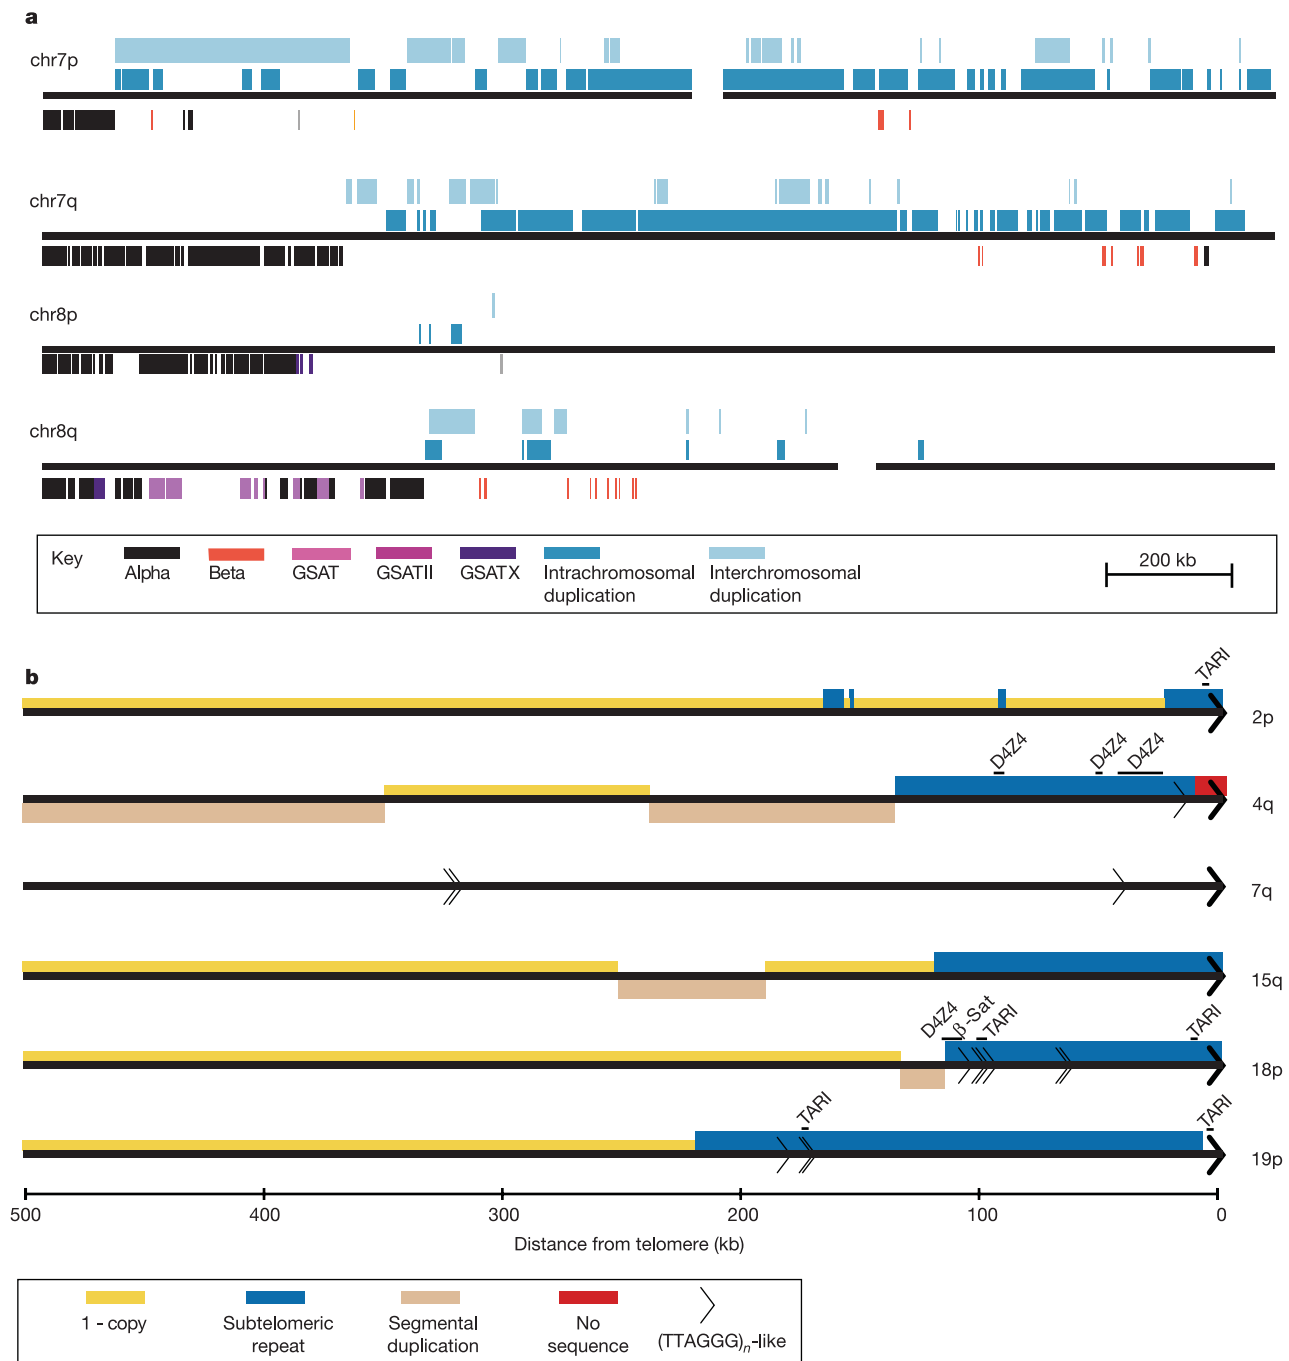 a
chr7p
chr7q
chr8p
chr8q
Key
Alpha
Beta
GSAT
GSATII
GSATX
Intrachromosomal
duplication
Interchromosomal
duplication
200 kb
b
TARI
2p
D4Z4
D4Z4
D4Z4
4q
7q
15q
D4Z4
β-Sat
TARI
TARI
18p
TARI
TARI
19p
500
400
300
200
100
0
Distance from telomere (kb)
1 - copy
Subtelomeric
repeat
Segmental
duplication
No
sequence
(TTAGGG)n-like